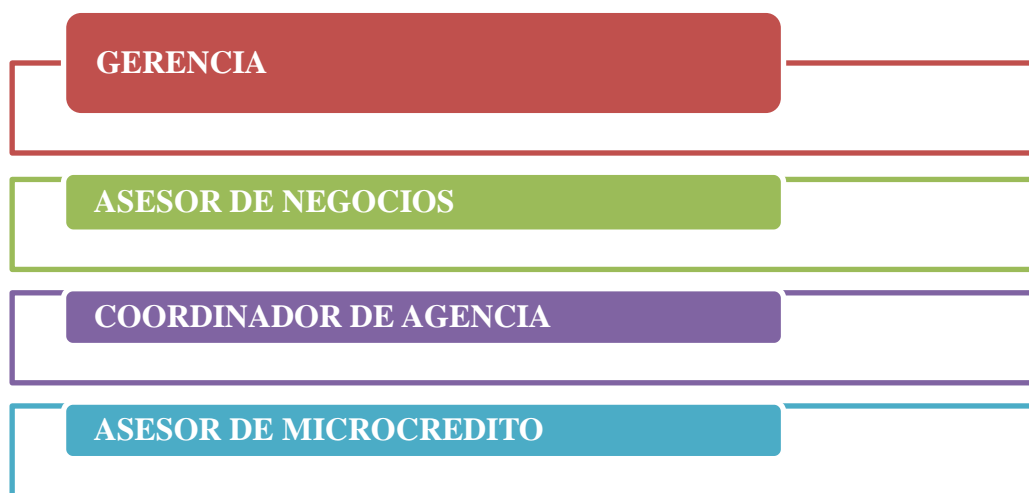 GERENCIA
ASESOR DE NEGOCIOS
COORDINADOR DE AGENCIA
ASESOR DE MICROCREDITO